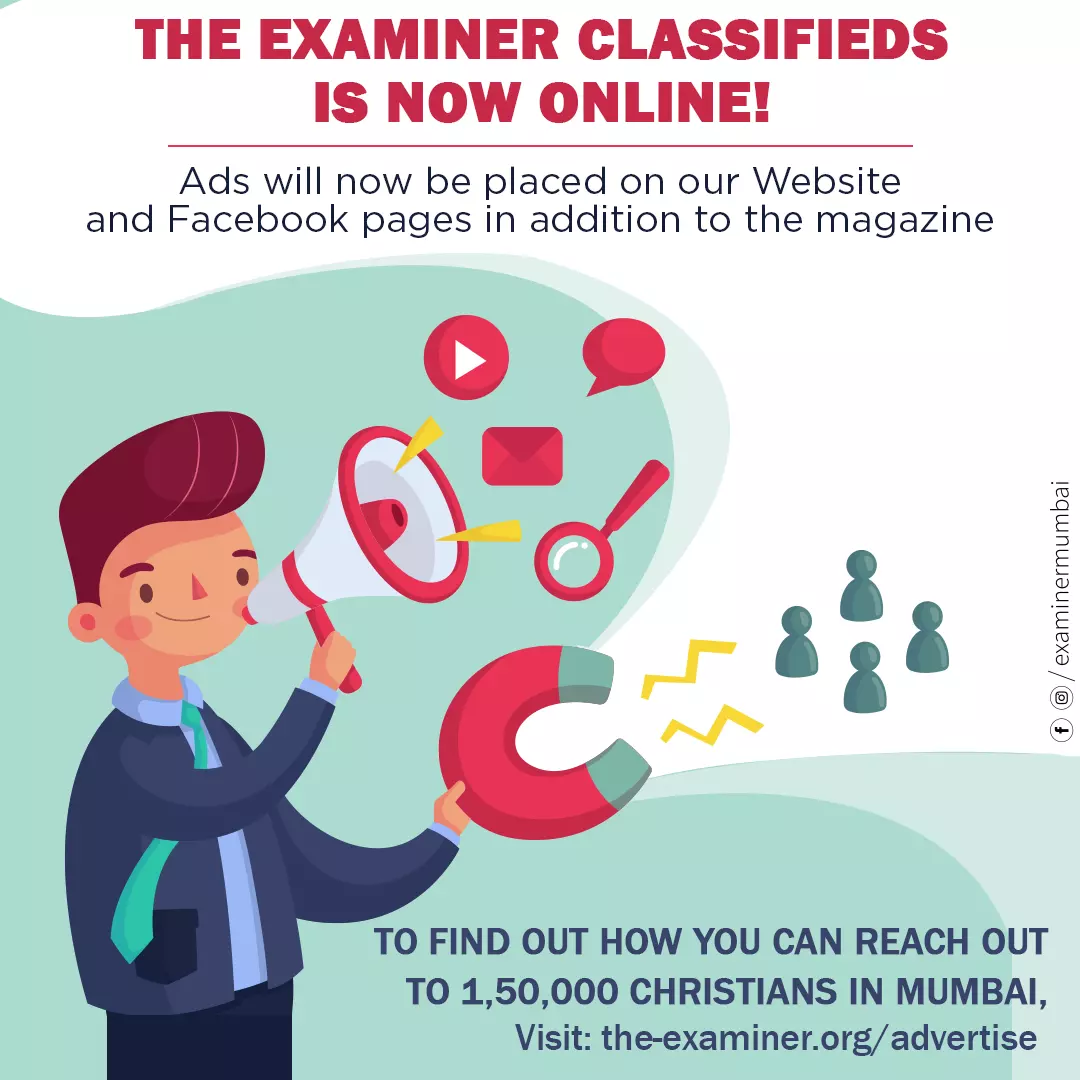 THE EXAMINER CLASSIFIEDS
IS NOW ONLINE!
Ads will now be placed on our Website
and Facebook pages in addition to the magazine
/examinermumbai
TO FIND OUT HOW YOU CAN REACH OUT
TO 1,50,000 CHRISTIANS IN MUMBAI,
Visit: the-examiner.org/advertise